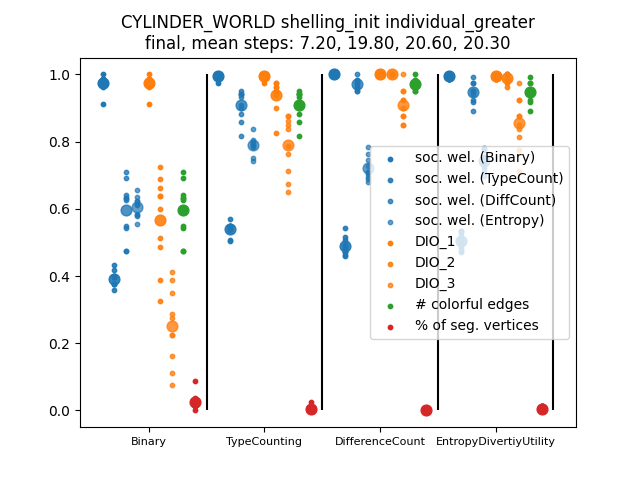 CYLINDER_WORLD shelling_init individual_greater
final, mean steps: 7.20, 19.80, 20.60, 20.30
1.0
0.8
0.6
0.4
0.2
0.0
soc. wel. (Binary)
soc. wel. (TypeCount)
soc. wel. (DiffCount)
soc. wel. (Entropy)
DIO_1
DIO_2
DIO_3
# colorful edges
% of seg. vertices
Binary
TypeCounting
DifferenceCount
EntropyDivertiyUtility